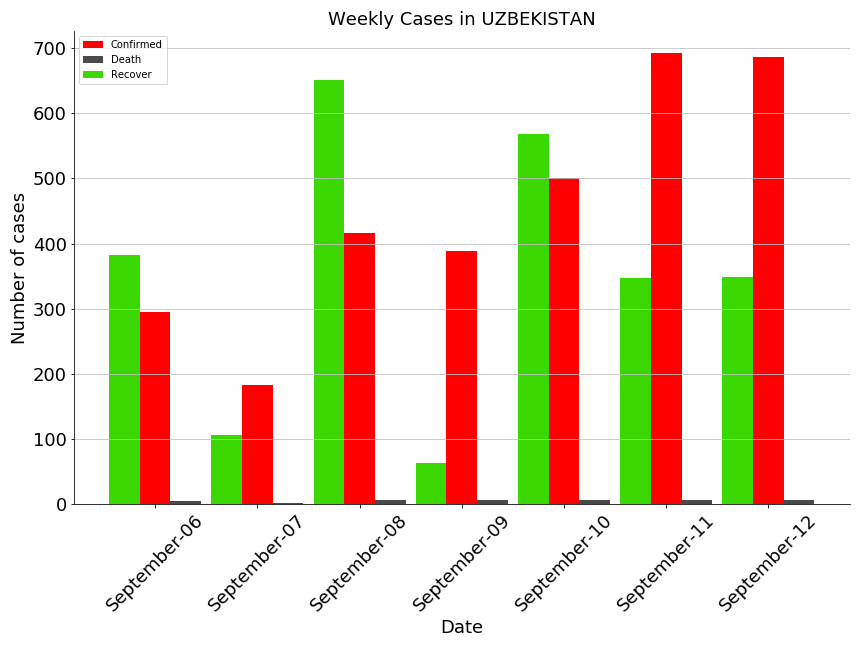 Weekly Cases in UZBEKISTAN
Confirmed
Death
Recover
700
600
500
400
300
200
100
0
Number of cases
September-06
September-07
September-08
September-09
September-10
September-11
September-12
Date